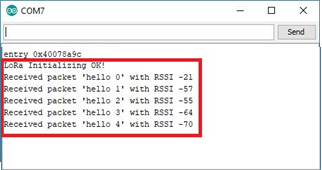 COM7
Send
entry 0x40078a9c
LoRa Initializing OK!
Received packet 'hello 0' with RSSI -21
Received packet 'hello 1' with RSSI -57
Received packet 'hello 2' with RSSI -55
Received packet 'hello 3' with RSSI -64
Received packet 'hello 4' with RSSI -70